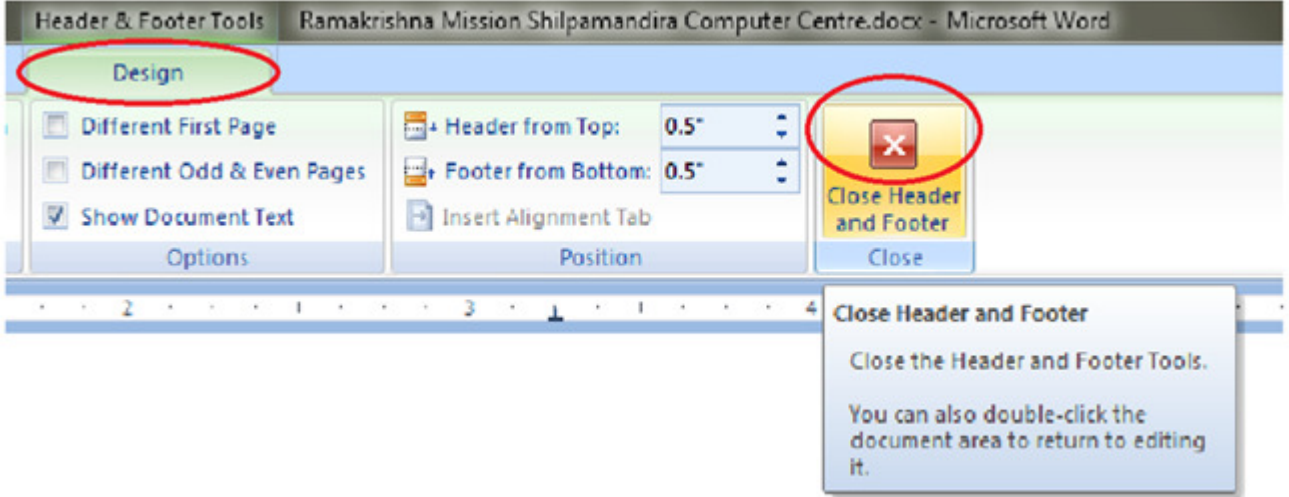 Header & Footer Tools Ramakrishna Mission Shilpamandira Computer Centre.docx - Microsoft Word
Design
Different First Page
Different Odd & Even Pages
Show Document Text
Options
Header from Top: 0.5"
Footer from Bottom: 0.5"
Insert Alignment Tab
Position
Close Header
and Footer
Close
2 3 4
Close Header and Footer
Close the Header and Footer Tools.
You can also double-click the
document area to return to editing
it.